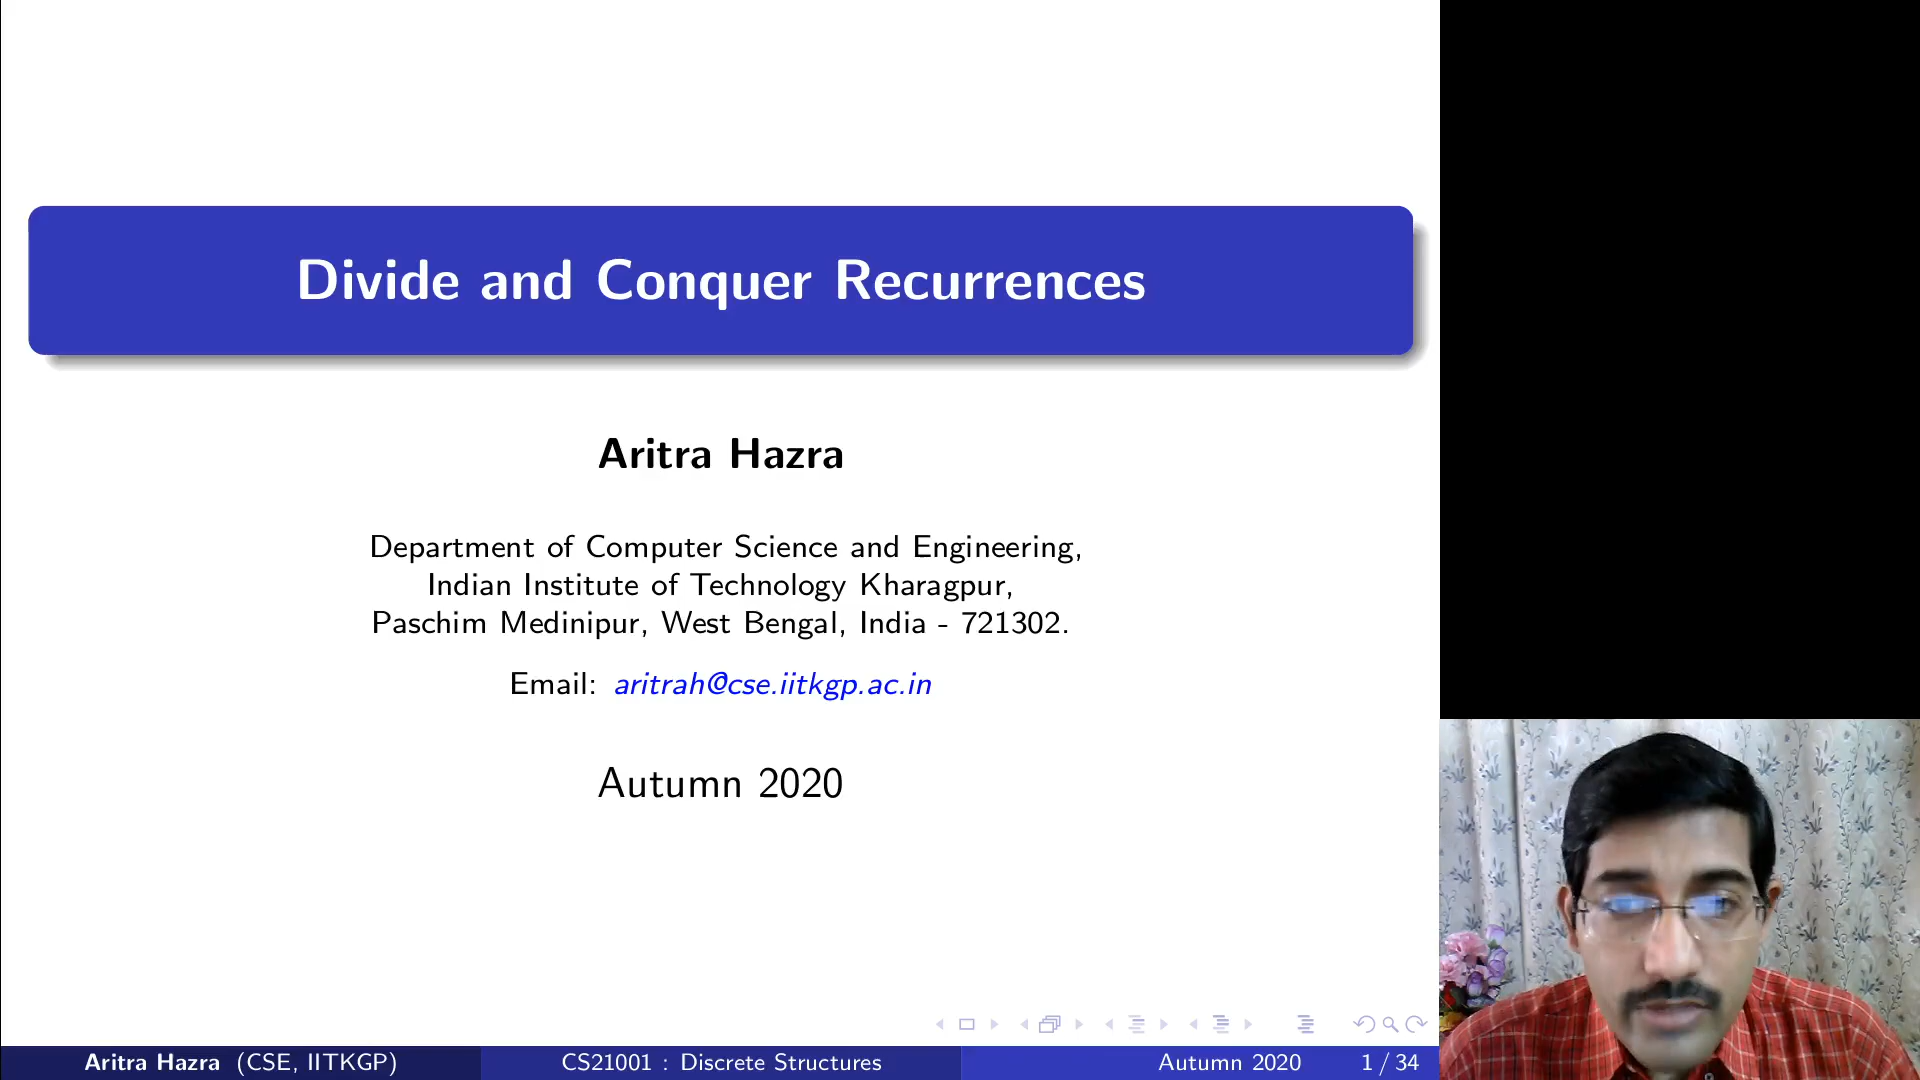 Divide and Conquer Recurrences
Aritra Hazra
Department of Computer Science and Engineering,
Indian Institute of Technology Kharagpur,
Paschim Medinipur, West Bengal, India - 721302.
Email: aritrah@cse.iitkgp.ac.in
Autumn 2020
Aritra Hazra (CSE, IITKGP) CS21001 : Discrete Structures Autumn 2020 1 / 34